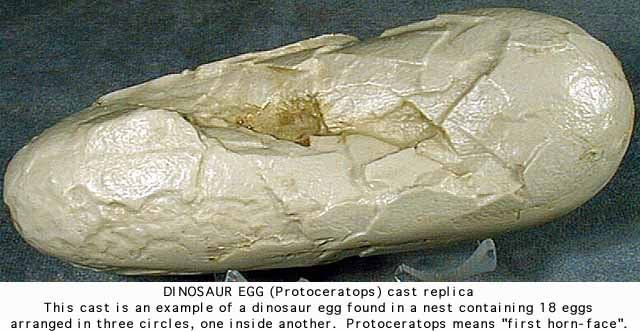 DINOSAUR EGG (Protoceratops) cast replica
This cast is an example of a dinosaur egg found in a nest containing 18 eggs
arranged in three circles, one inside another.  Protoceratops means "first horn-face".